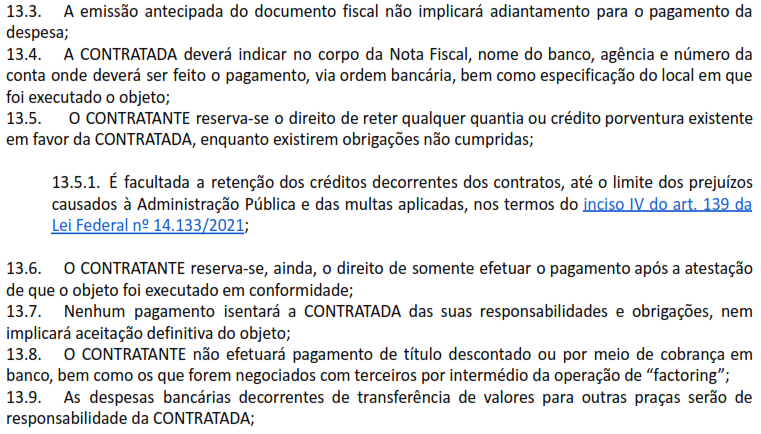 13.3. A emissão antecipada do documento fiscal não implicará adiantamento para o pagamento da
despesa;
13.4. A CONTRATADA deverá indicar no corpo da Nota Fiscal, nome do banco, agência e número da
conta onde deverá ser feito o pagamento, via ordem bancária, bem como especificação do local em que
foi executado o objeto;
13.5. O CONTRATANTE reserva-se o direito de reter qualquer quantia ou crédito porventura existente
em favor da CONTRATADA, enquanto existirem obrigações não cumpridas;
13.5.1. É facultada a retenção dos créditos decorrentes dos contratos, até o limite dos prejuízos
causados à Administração Pública e das multas aplicadas, nos termos do inciso IV do art. 139 da
Lei Federal nº 14.133/2021;
13.6. O CONTRATANTE reserva-se, ainda, o direito de somente efetuar o pagamento após a atestação
de que o objeto foi executado em conformidade;
13.7. Nenhum pagamento isentará a CONTRATADA das suas responsabilidades e obrigações, nem
implicará aceitação definitiva do objeto;
13.8. O CONTRATANTE não efetuará pagamento de título descontado ou por meio de cobrança em
banco, bem como os que forem negociados com terceiros por intermédio da operação de “factoring”;
13.9. As despesas bancárias decorrentes de transferência de valores para outras praças serão de
responsabilidade da CONTRATADA;